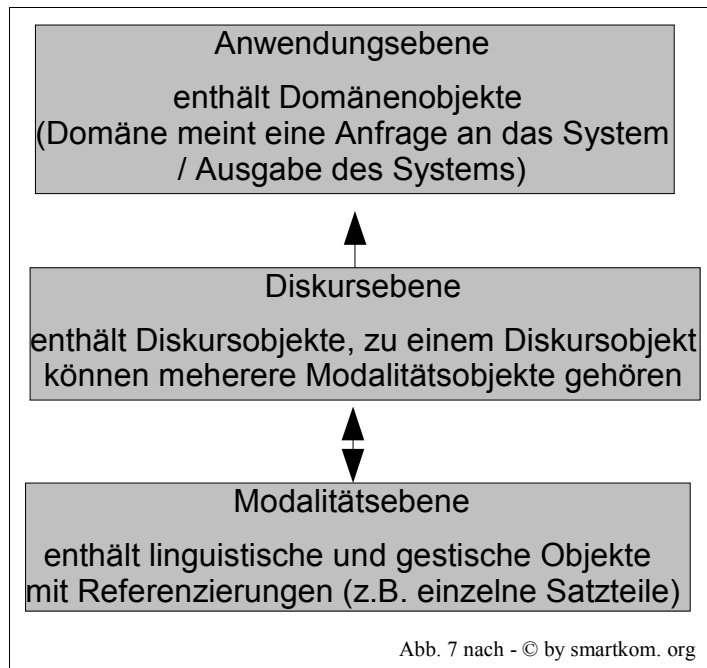 Anwendungsebene
enthält Domänenobjekte
(Domäne meint eine Anfrage an das System
/ Ausgabe des Systems)
Diskursebene
enthält Diskursobjekte, zu einem Diskursobjekt
können meherere Modalitätsobjekte gehören
Modalitätsebene
enthält linguistische und gestische Objekte
mit Referenzierungen (z.B. einzelne Satzteile)
Abb. 7 nach - © by smartkom. org